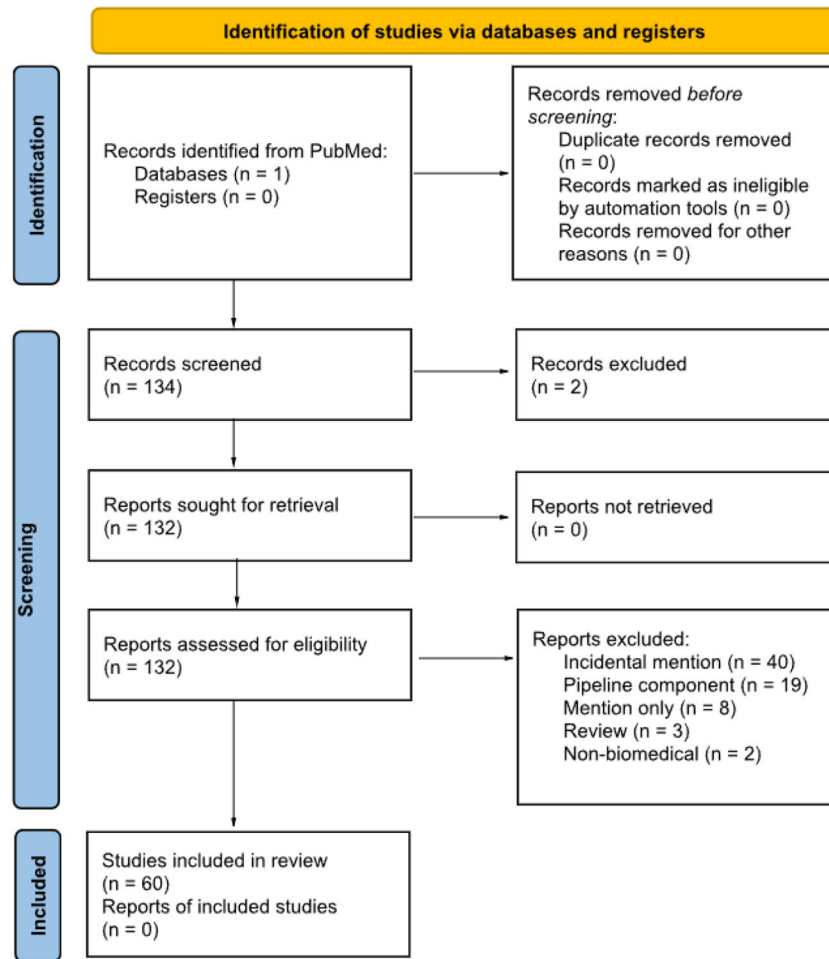 Identification of studies via databases and registers
Identification
Records identified from PubMed:
Databases (n = 1)
Registers (n = 0)
Records removed before
screening:
Duplicate records removed
(n = 0)
Records marked as ineligible
by automation tools (n = 0)
Records removed for other
reasons (n = 0)
Screening
Records screened
(n = 134)
Records excluded
(n = 2)
Reports sought for retrieval
(n = 132)
Reports not retrieved
(n = 0)
Reports assessed for eligibility
(n = 132)
Reports excluded:
Incidental mention (n = 40)
Pipeline component (n = 19)
Mention only (n = 8)
Review (n = 3)
Non-biomedical (n = 2)
Included
Studies included in review
(n = 60)
Reports of included studies
(n = 0)